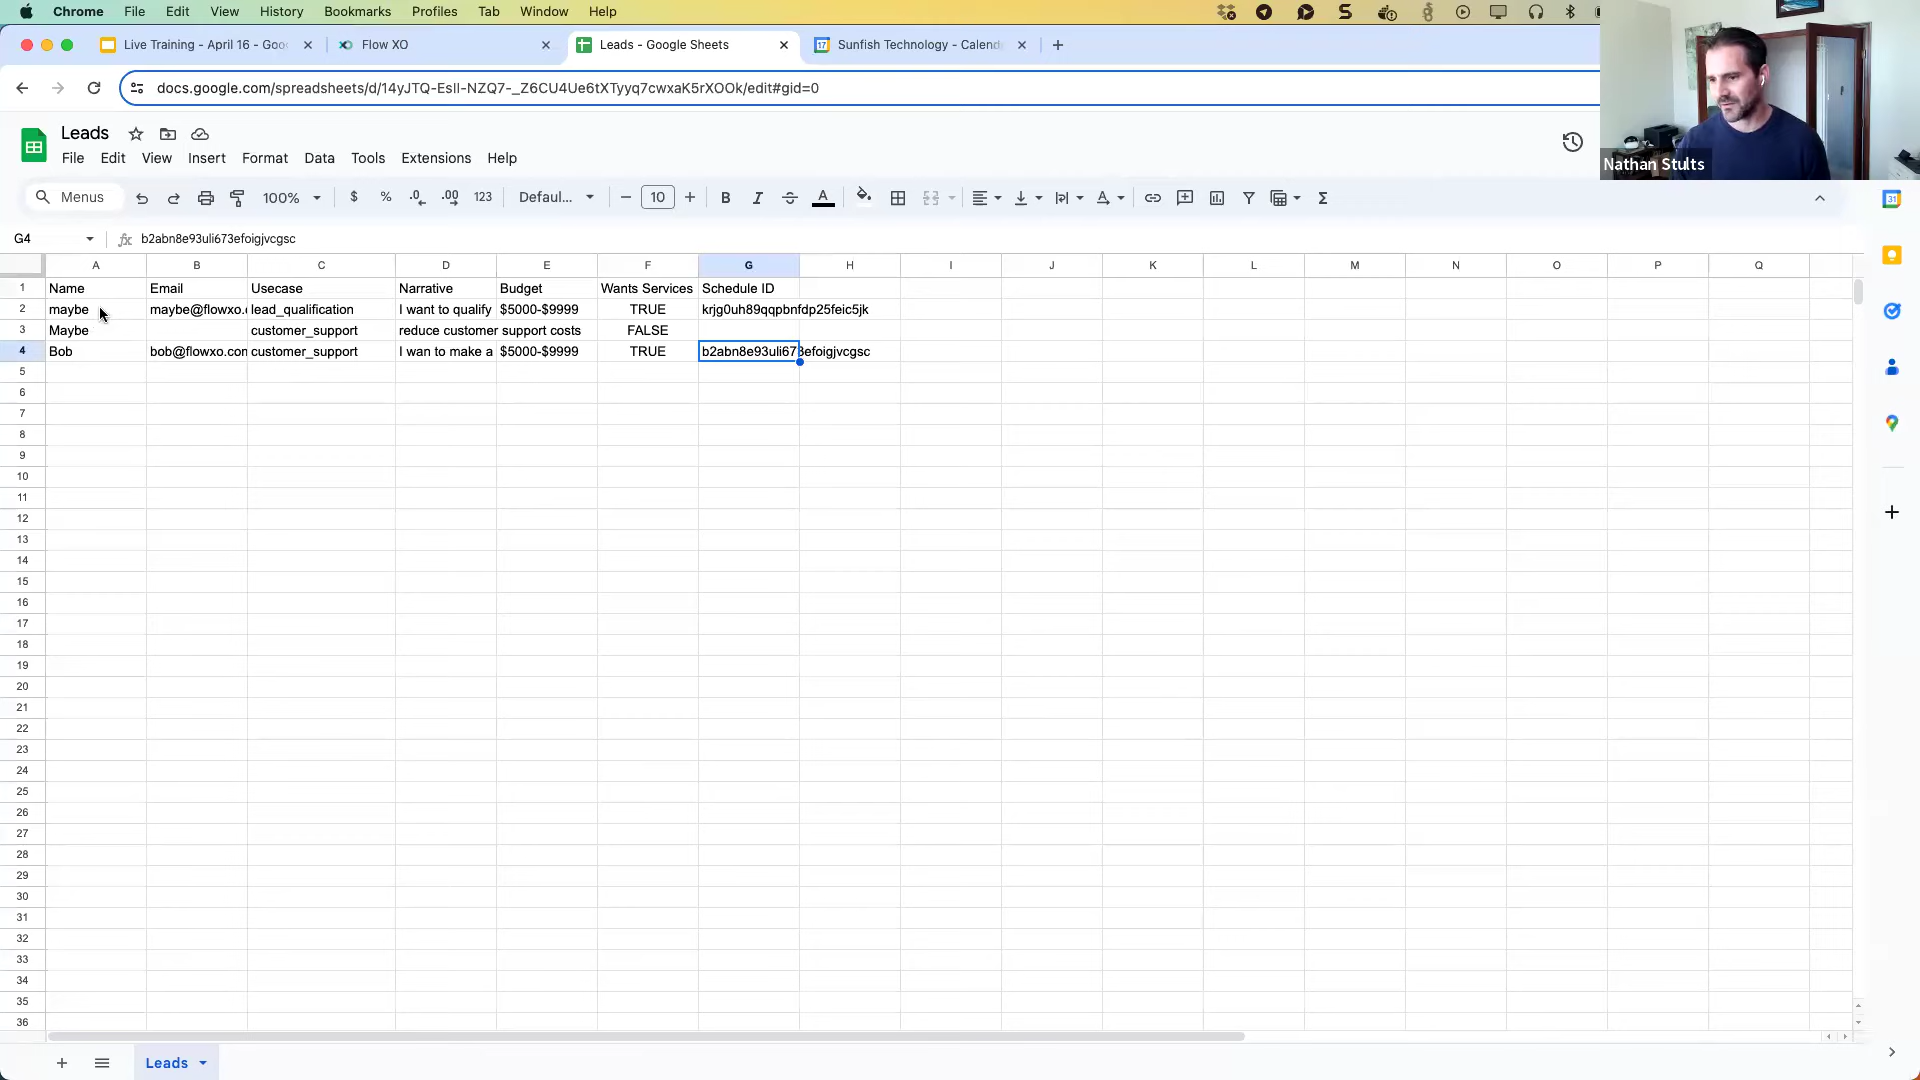 Chrome File Edit View History Bookmarks Profiles Tab Window Help
Live Training - April 16 - Goo
Flow XO
Leads - Google Sheets
Sunfish Technology - Calend
docs.google.com/spreadsheets/d/14yJTQ-EsII-NZQ7-_Z6CU4Ue6tXTyyq7cwxaK5rXOOk/edit#gid=0
Leads
File Edit View Insert Format Data Tools Extensions Help
Nathan Stults
Menus 100% $ % .0 .00 123 Defaul... 10 B I A
31
G4 fx b2abn8e93uli673efoigjvcgsc
A B C D E F G H I J K L M N O P Q
1 Name Email Usecase Narrative Budget Wants Services Schedule ID
2 maybe maybe@flowxo. lead_qualification I want to qualify $5000-$9999 TRUE krjg0uh89qqpbnfdp25feic5jk
3 Maybe customer_support reduce customer support costs FALSE
4 Bob bob@flowxo.com customer_support I wan to make a $5000-$9999 TRUE b2abn8e93uli673efoigjvcgsc
5
6
7
8
9
10
11
12
13
14
15
16
17
18
19
20
21
22
23
24
25
26
27
28
29
30
31
32
33
34
35
36
Leads